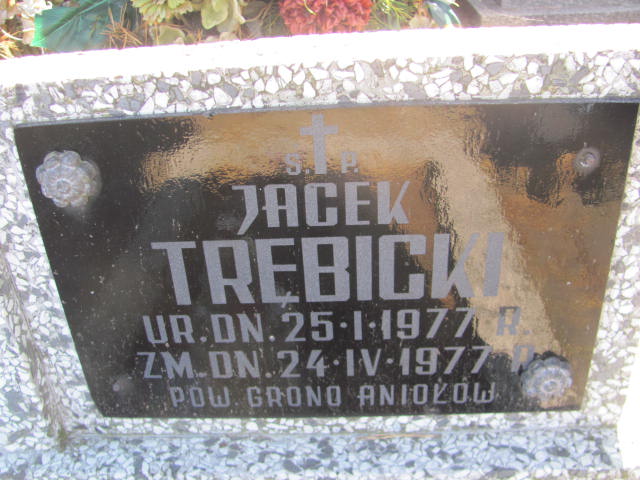 Ś. P.
JACEK
TRĘBICKI
UR. DN. 25·I·1977 R.
ZM. DN. 24·IV·1977 R.
POW. GRONO ANIOŁÓW